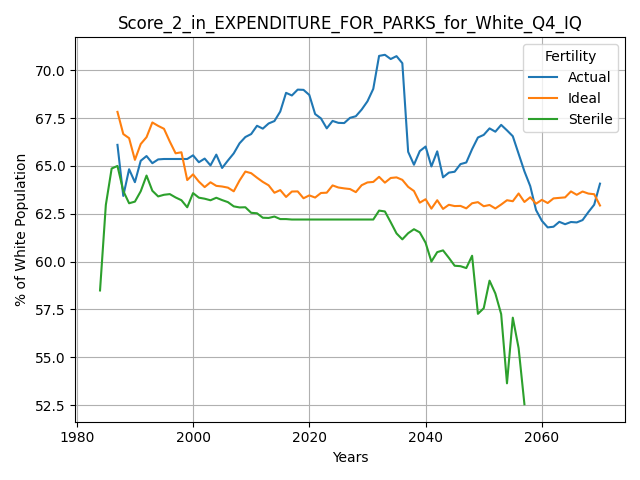 Score_2_in_EXPENDITURE_FOR_PARKS_for_White_Q4_IQ
Fertility
Actual
Ideal
Sterile
% of White Population
70.0
67.5
65.0
62.5
60.0
57.5
55.0
52.5
1980
2000
2020
2040
2060
Years